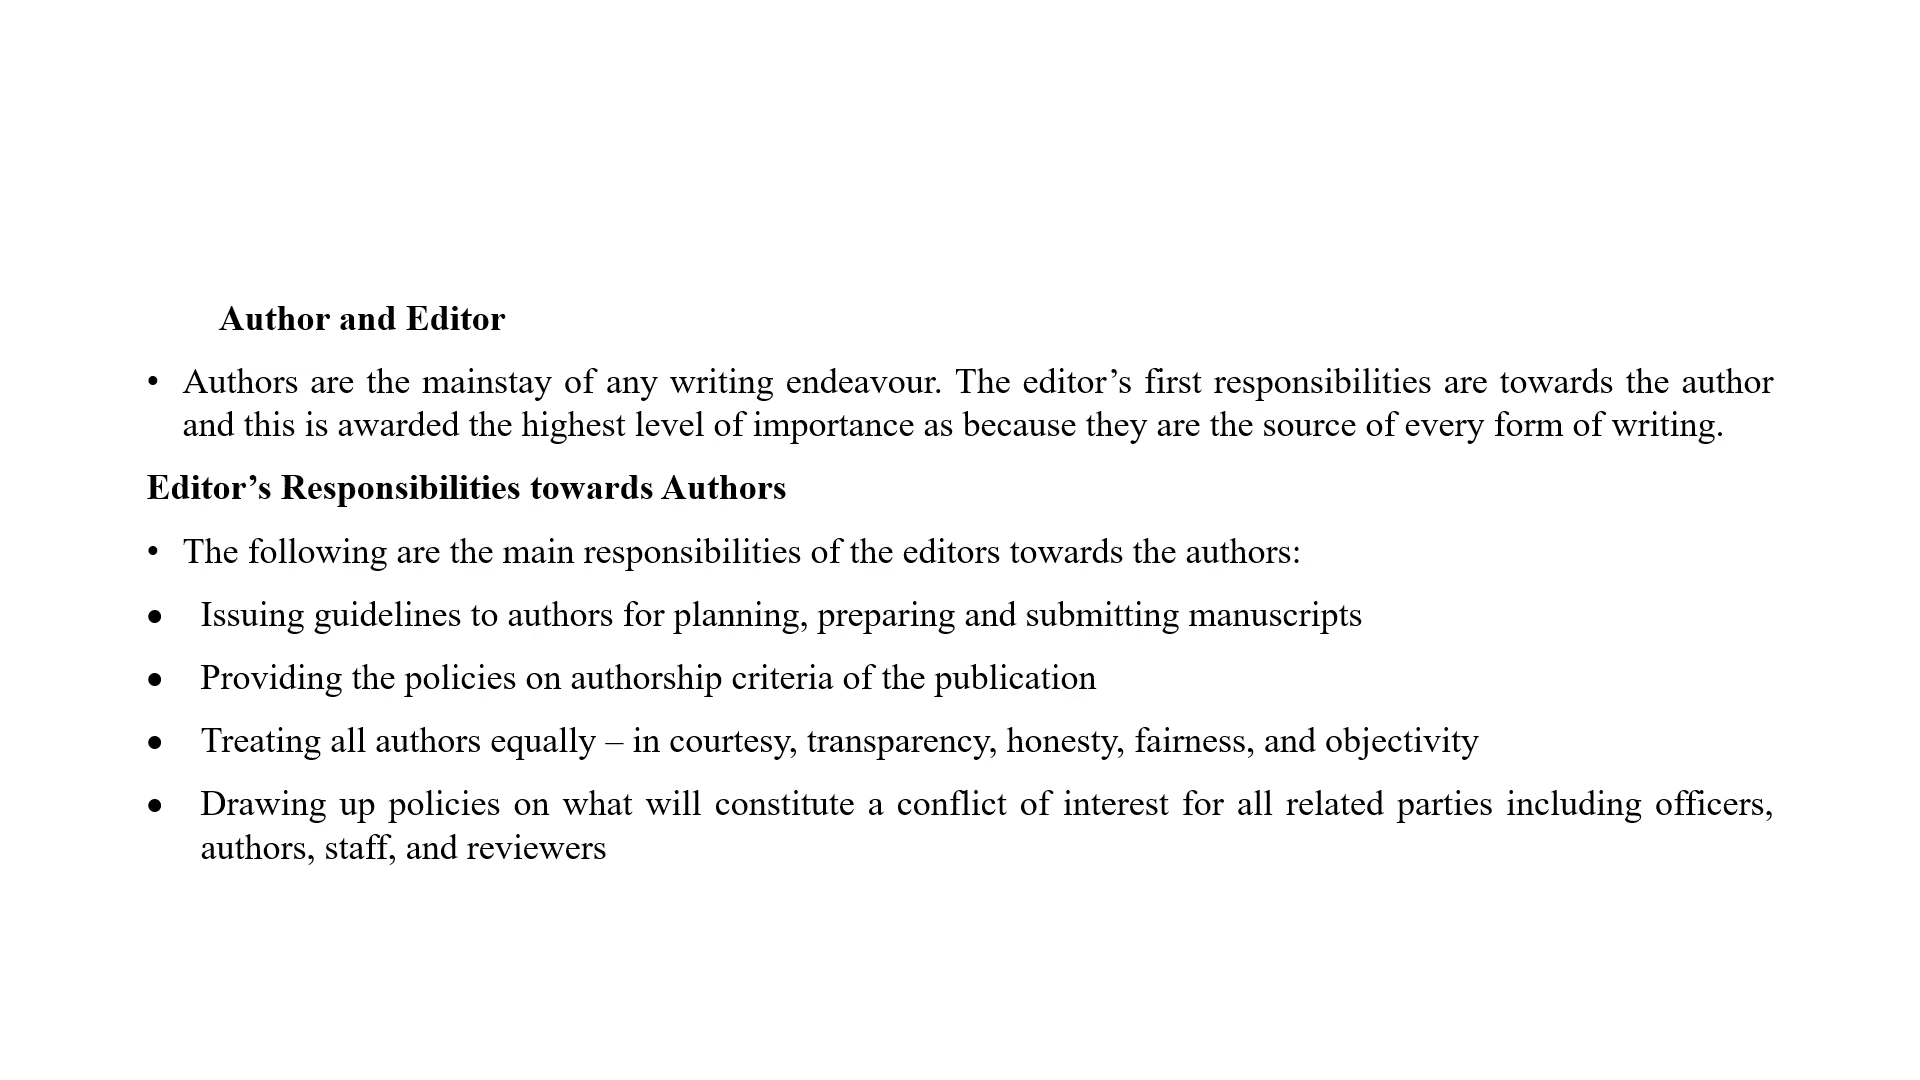 Author and Editor
• Authors are the mainstay of any writing endeavour. The editor’s first responsibilities are towards the author
and this is awarded the highest level of importance as because they are the source of every form of writing.
Editor’s Responsibilities towards Authors
• The following are the main responsibilities of the editors towards the authors:
• Issuing guidelines to authors for planning, preparing and submitting manuscripts
• Providing the policies on authorship criteria of the publication
• Treating all authors equally – in courtesy, transparency, honesty, fairness, and objectivity
• Drawing up policies on what will constitute a conflict of interest for all related parties including officers,
authors, staff, and reviewers